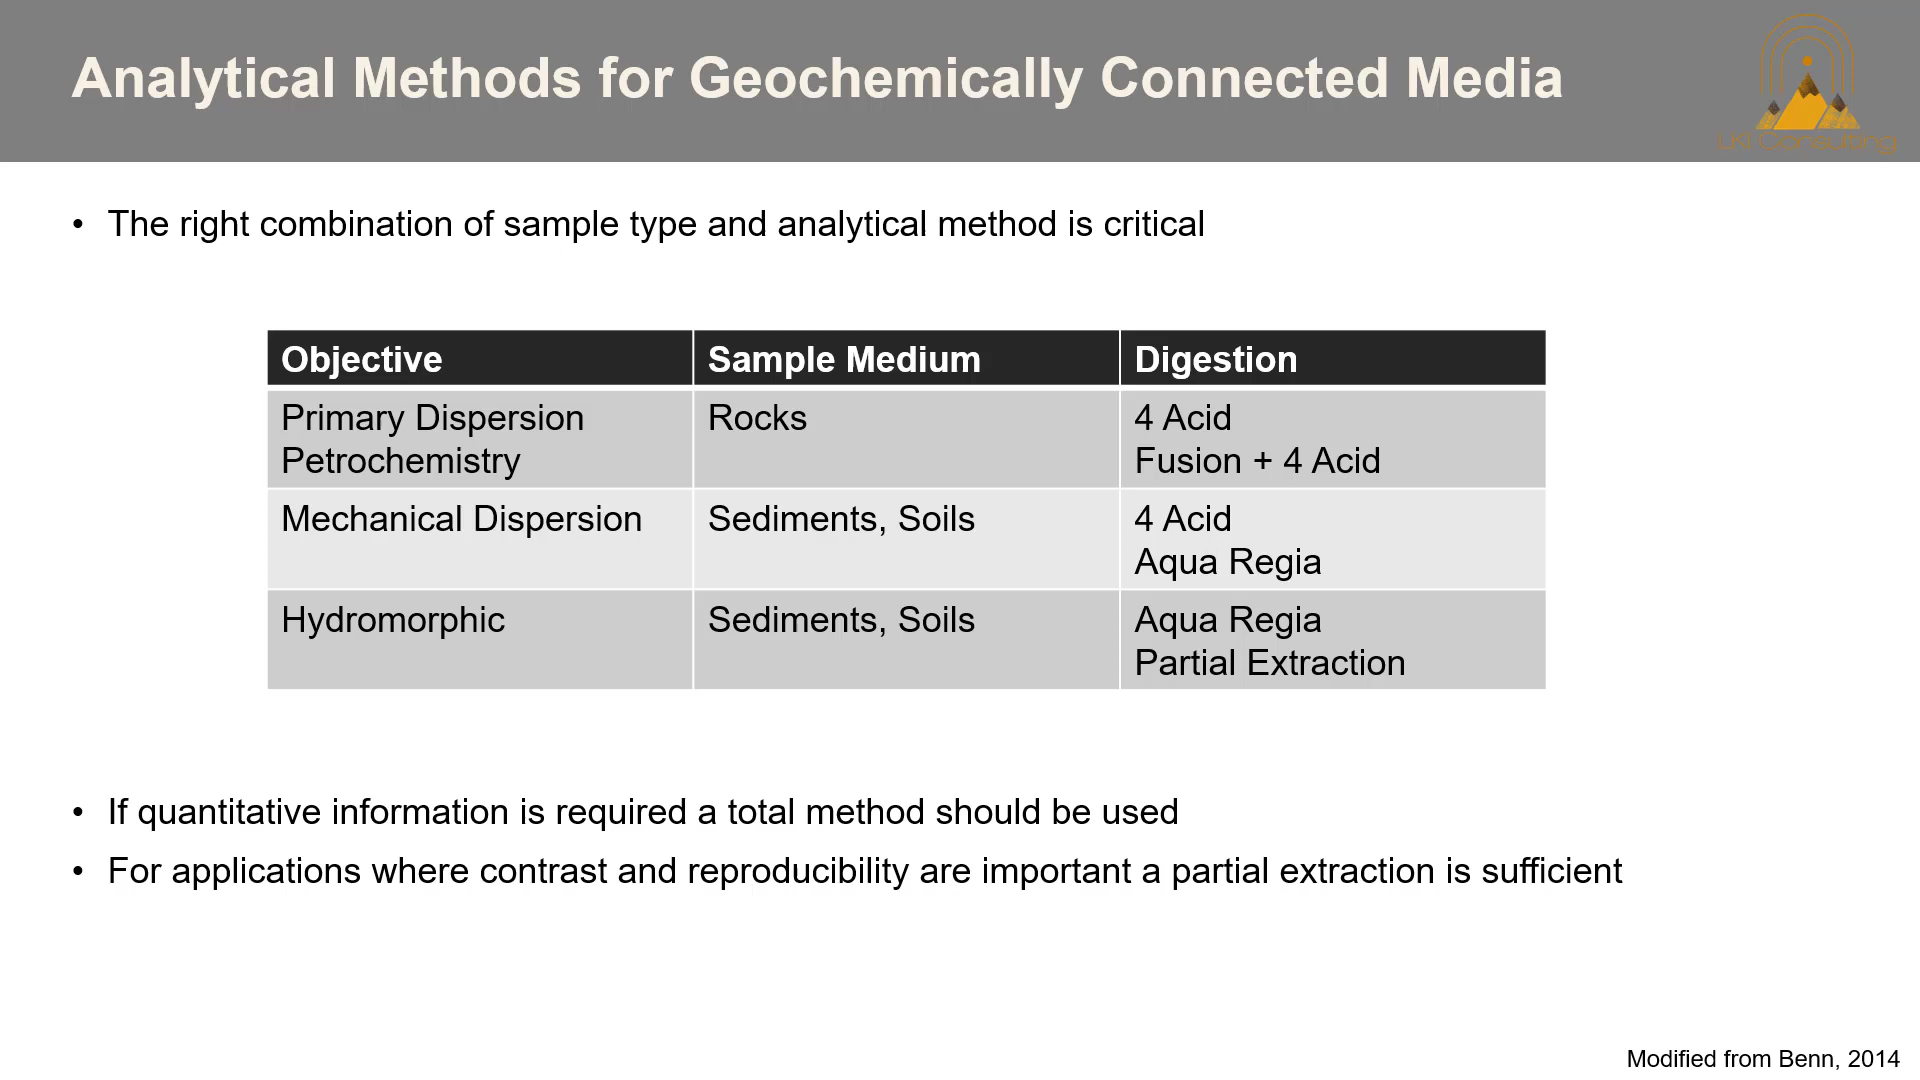 Analytical Methods for Geochemically Connected Media
LKI Consulting
• The right combination of sample type and analytical method is critical
Objective Sample Medium Digestion
Primary Dispersion Rocks 4 Acid
Petrochemistry Fusion + 4 Acid
Mechanical Dispersion Sediments, Soils 4 Acid
Aqua Regia
Hydromorphic Sediments, Soils Aqua Regia
Partial Extraction
• If quantitative information is required a total method should be used
• For applications where contrast and reproducibility are important a partial extraction is sufficient
Modified from Benn, 2014